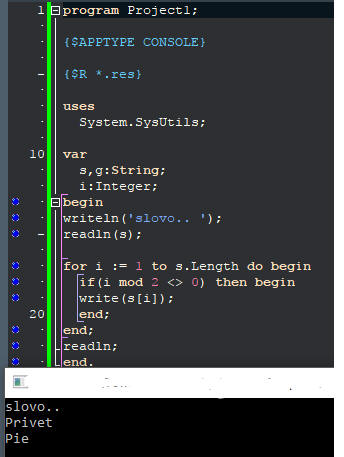 1 program Project1;
{$APPTYPE CONSOLE}
{$R *.res}
uses
System.SysUtils;
10 var
s,g:String;
i:Integer;
begin
writeln('slovo.. ');
readln(s);
for i := 1 to s.Length do begin
if(i mod 2 <> 0) then begin
write(s[i]);
20 end;
end;
readln;
end.
slovo..
Privet
Pie